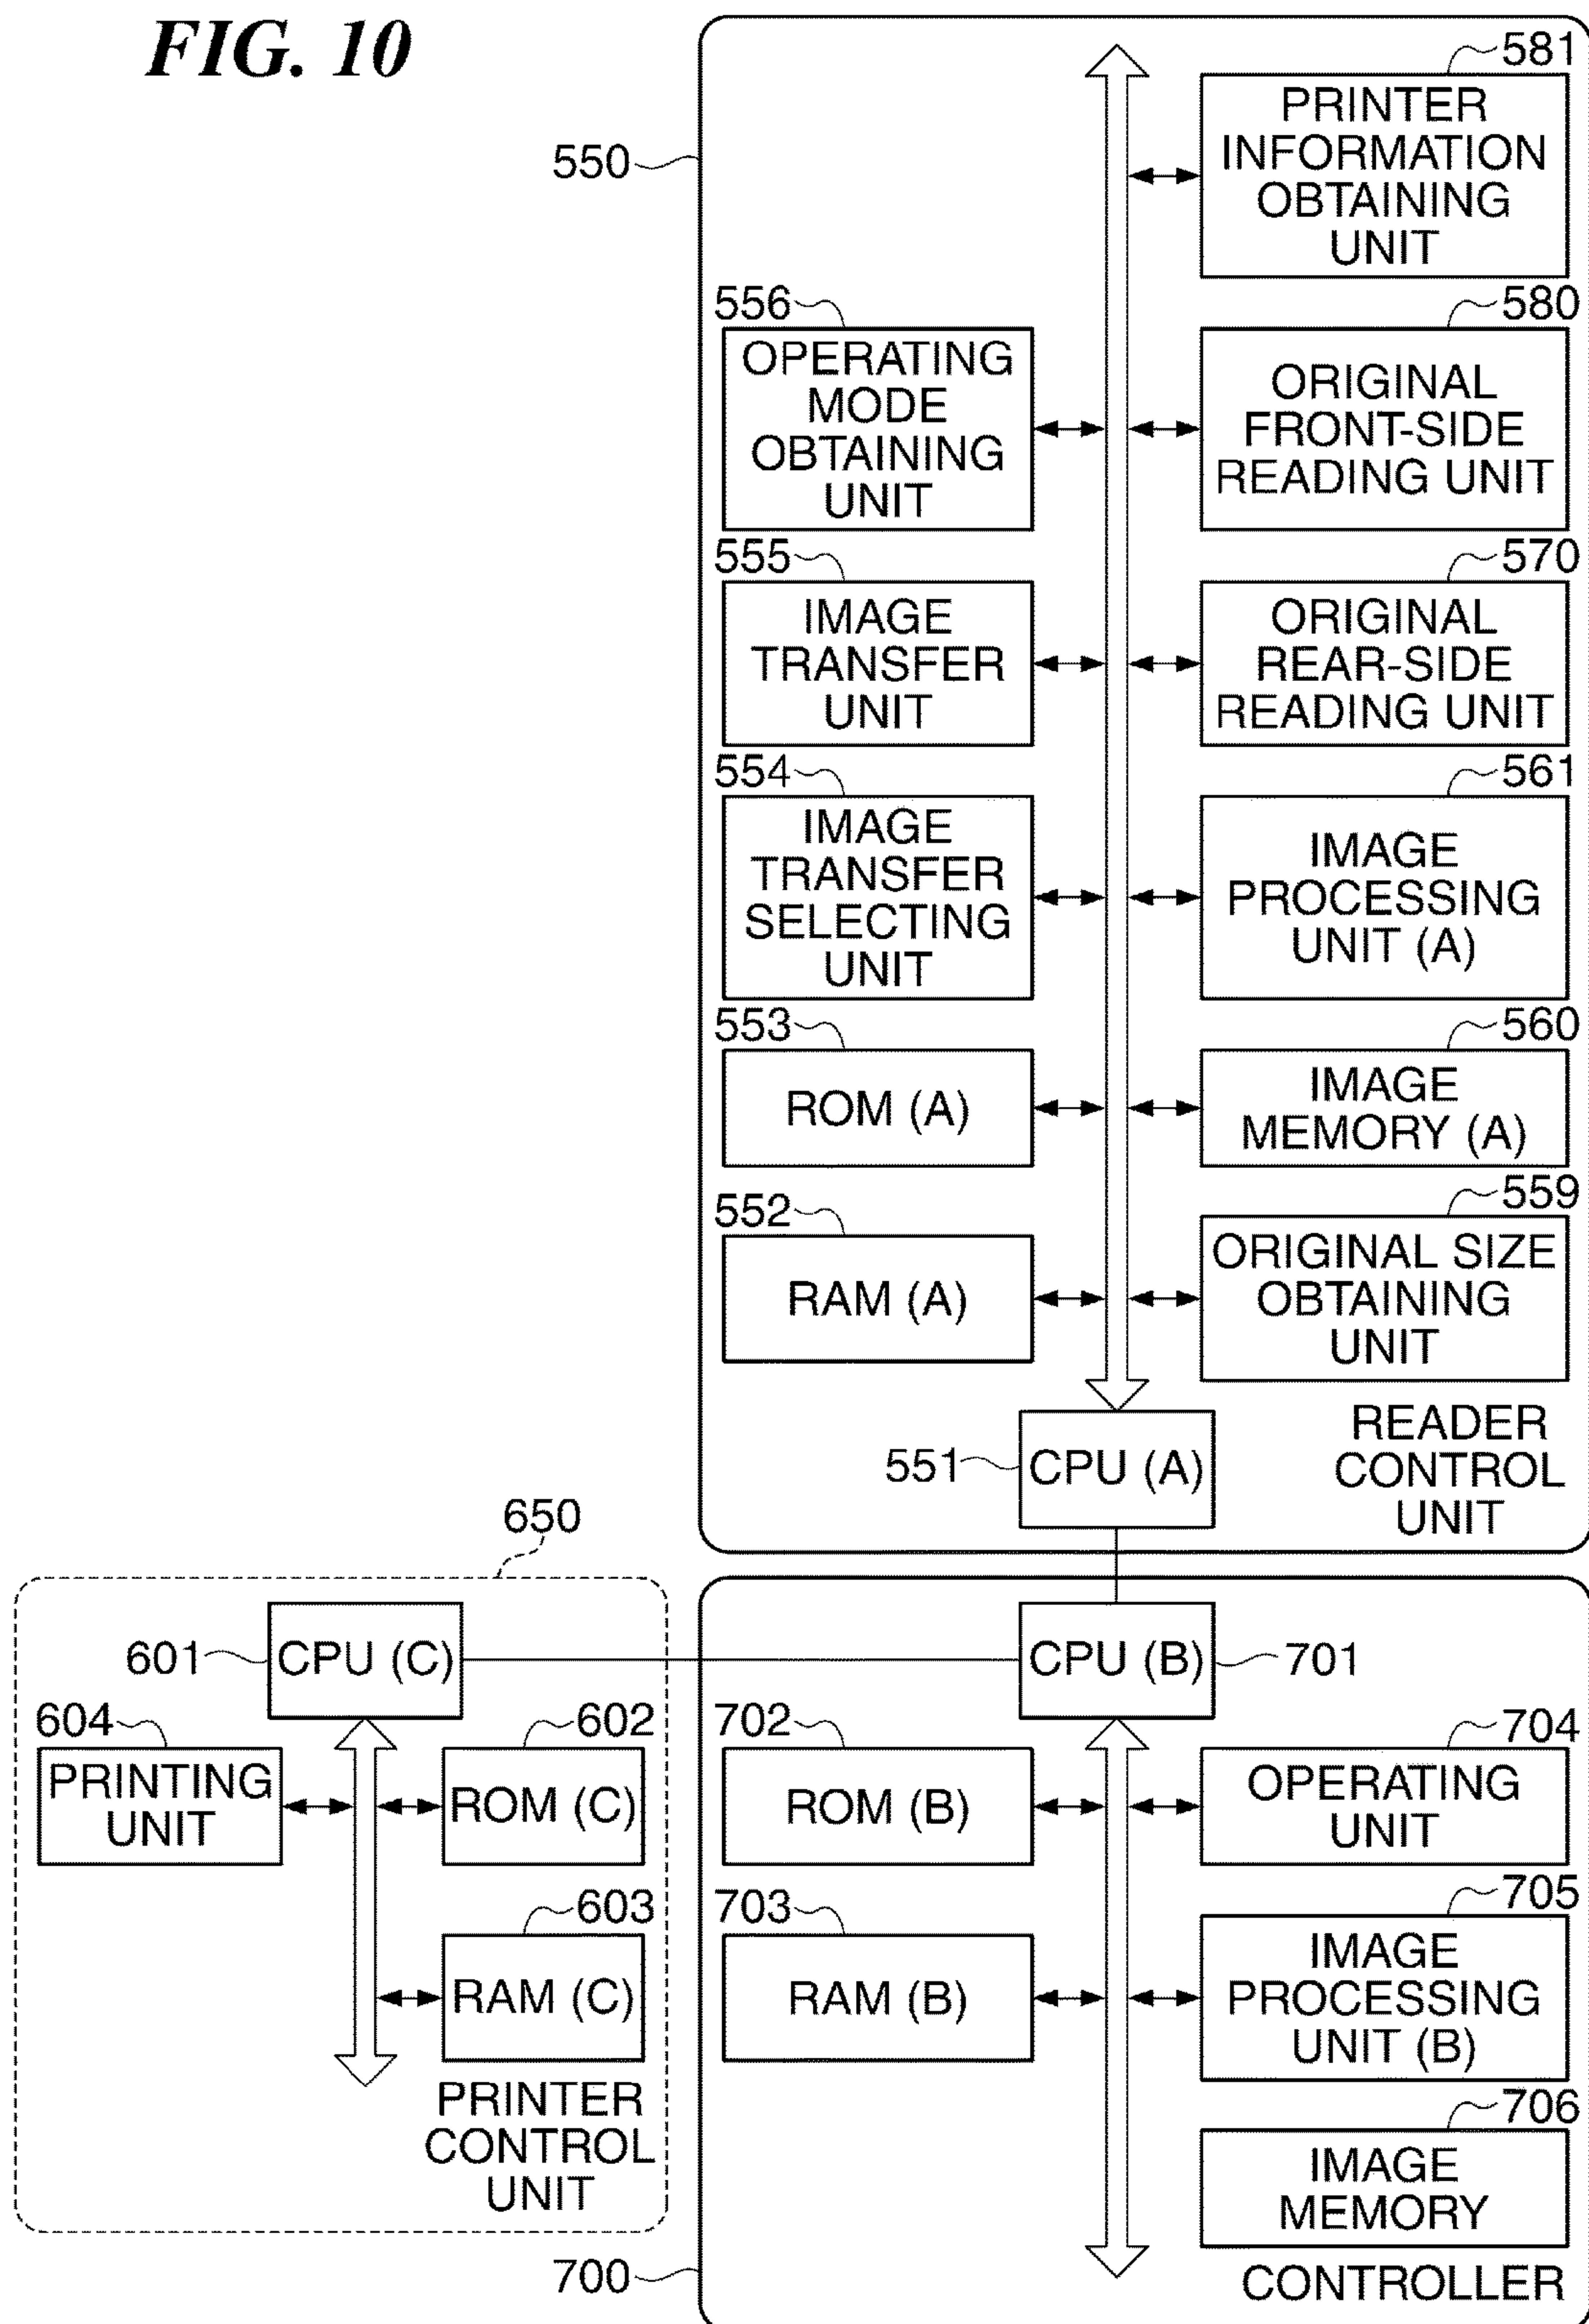 FIG. 10
550
581
PRINTER
INFORMATION
OBTAINING
UNIT
556
OPERATING
MODE
OBTAINING
UNIT
580
ORIGINAL
FRONT-SIDE
READING UNIT
555
IMAGE
TRANSFER
UNIT
570
ORIGINAL
REAR-SIDE
READING UNIT
554
IMAGE
TRANSFER
SELECTING
UNIT
561
IMAGE
PROCESSING
UNIT (A)
553
ROM (A)
560
IMAGE
MEMORY (A)
552
RAM (A)
559
ORIGINAL SIZE
OBTAINING
UNIT
551
CPU (A)
READER
CONTROL
UNIT
650
601
CPU (C)
604
PRINTING
UNIT
602
ROM (C)
603
RAM (C)
PRINTER
CONTROL
UNIT
CPU (B)
701
702
ROM (B)
704
OPERATING
UNIT
703
RAM (B)
705
IMAGE
PROCESSING
UNIT (B)
706
IMAGE
MEMORY
700
CONTROLLER